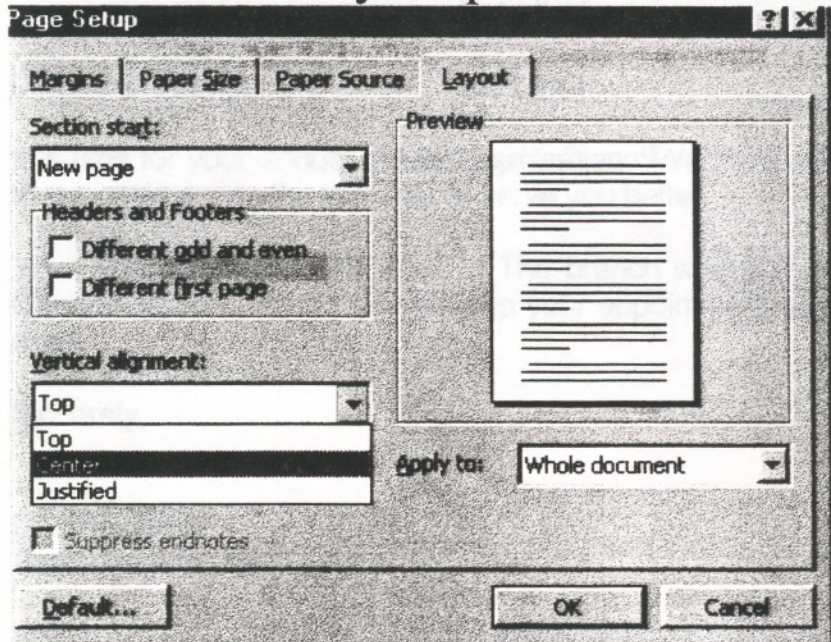 Page Setup
Margins Paper Size Paper Source Layout
Section start:
New page
Headers and Footers
Different odd and even
Different first page
Vertical alignment:
Top
Top
Center
Justified
Suppress endnotes
Preview
Apply to: Whole document
Default... OK Cancel